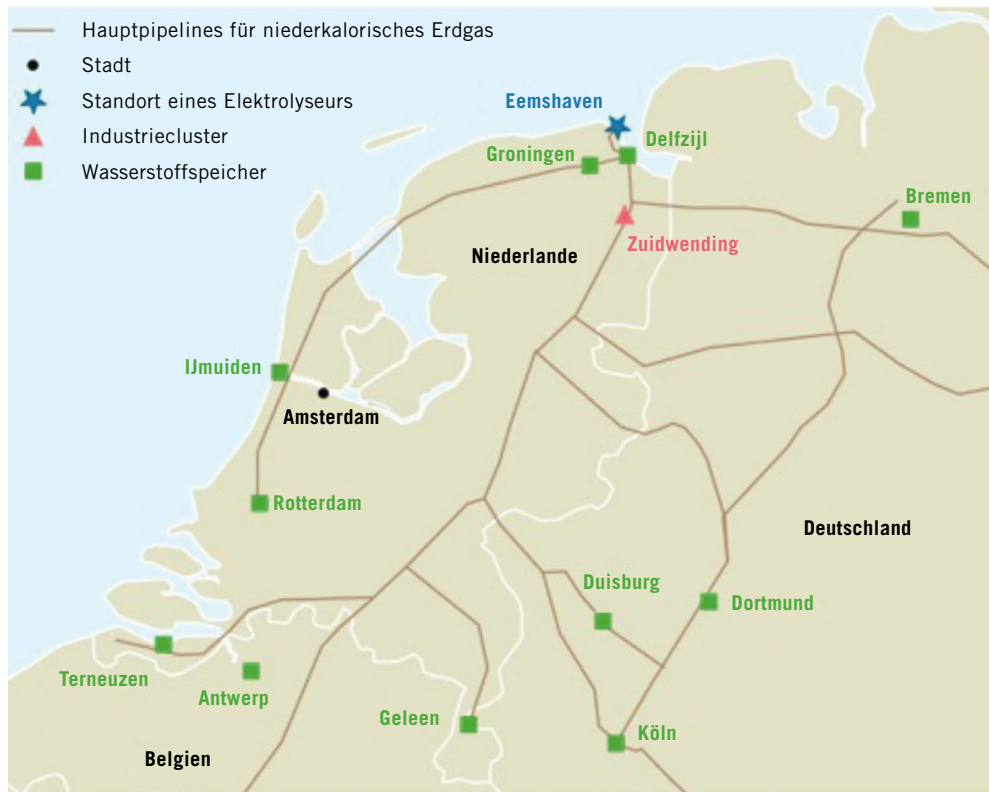 Hauptpipelines für niederkalorisches Erdgas
Stadt
Standort eines Elektrolyseurs
Industriecluster
Wasserstoffspeicher
Eemshaven
Delfzijl
Groningen
Bremen
Zuidwending
Niederlande
IJmuiden
Amsterdam
Rotterdam
Deutschland
Duisburg
Dortmund
Terneuzen
Antwerp
Geleen
Köln
Belgien